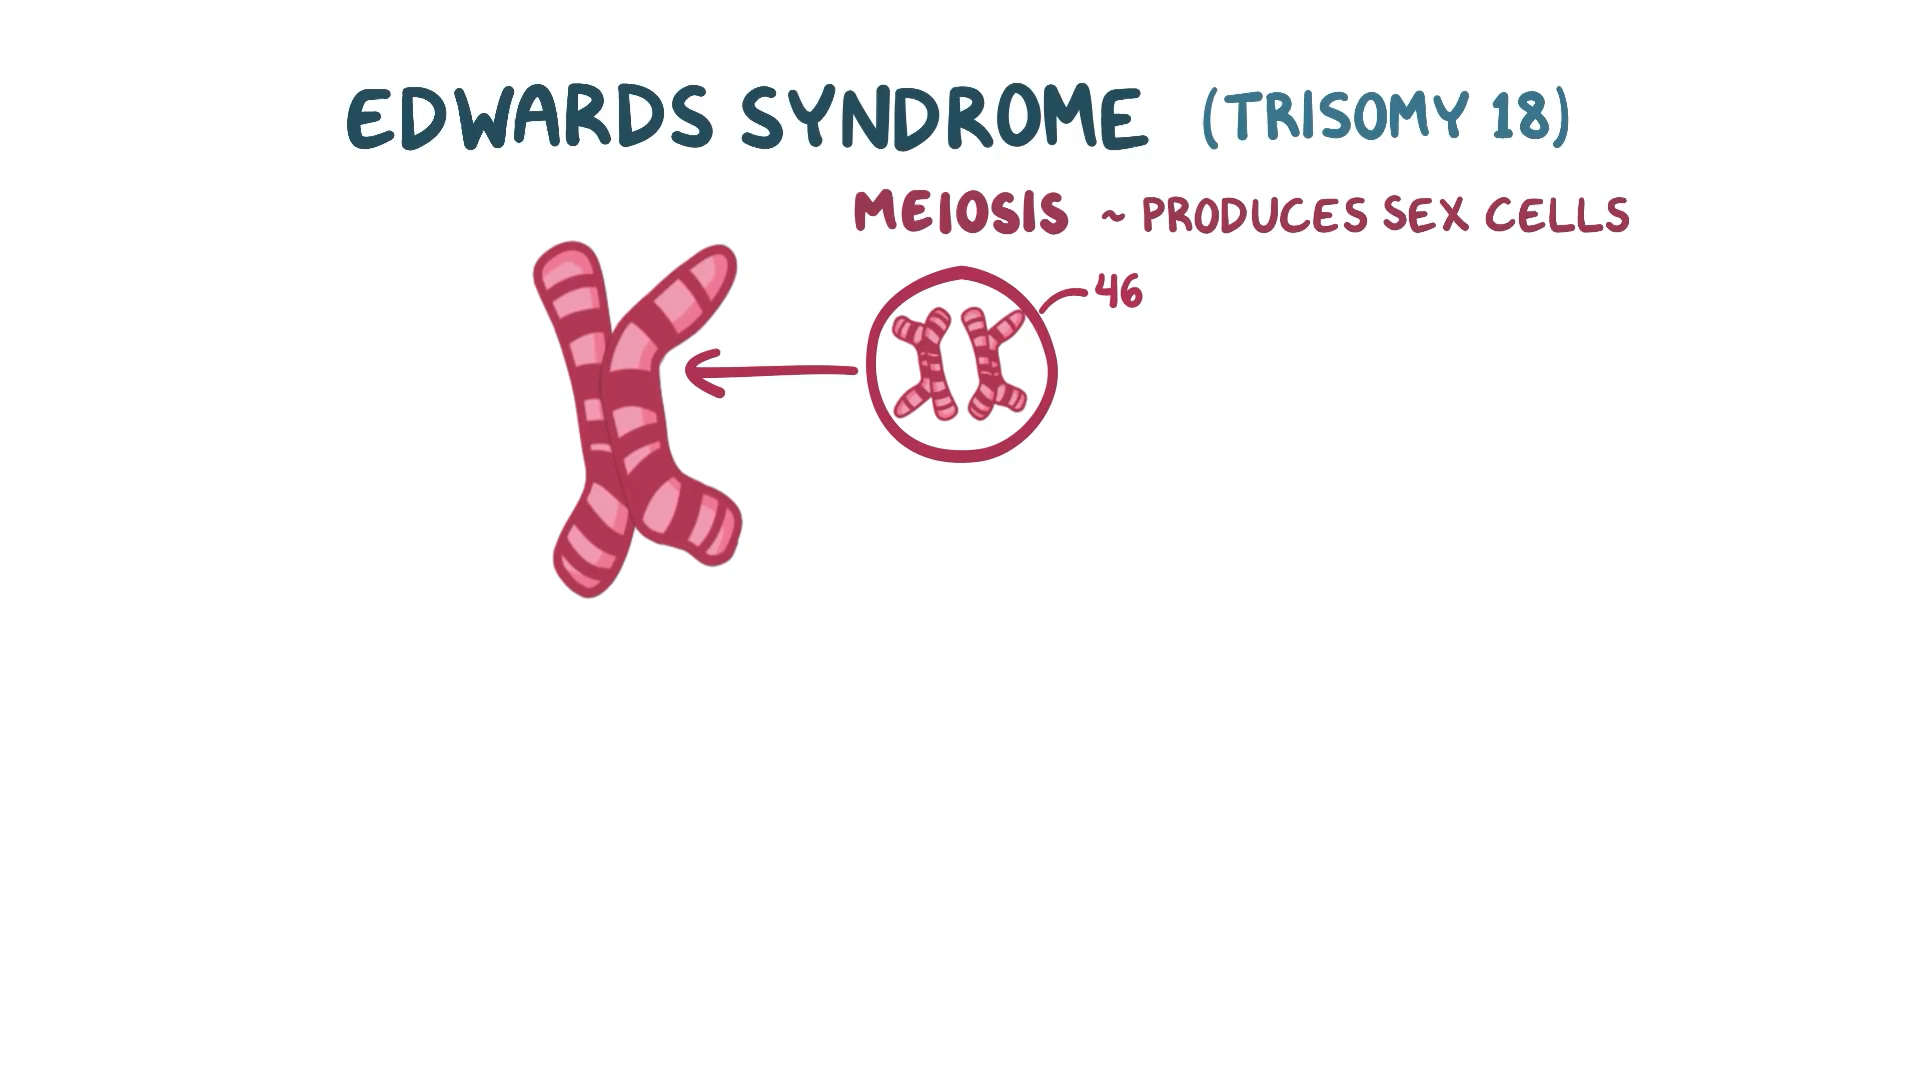 EDWARDS SYNDROME (TRISOMY 18)
MEIOSIS ~ PRODUCES SEX CELLS
46